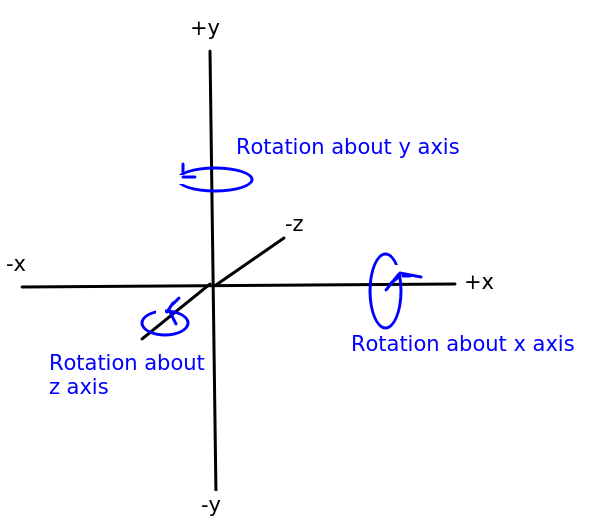 +y
Rotation about y axis
-z
-x
+x
Rotation about x axis
Rotation about
z axis
-y